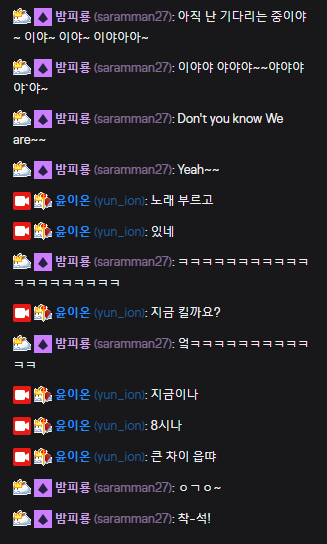 밤피룡 (saramman27): 아직 난 기다리는 중이야
~ 이야~ 이야~ 이야아아~
밤피룡 (saramman27): 이야야 야야야~~야야야
야~야~
밤피룡 (saramman27): Don't you know We
are~~
밤피룡 (saramman27): Yeah~~
윤이온 (yun_ion): 노래 부르고
윤이온 (yun_ion): 있네
밤피룡 (saramman27): ㅋㅋㅋㅋㅋㅋㅋㅋㅋㅋㅋ
ㅋㅋㅋㅋㅋㅋㅋㅋㅋ
윤이온 (yun_ion): 지금 킬까요?
밤피룡 (saramman27): 엌ㅋㅋㅋㅋㅋㅋㅋㅋㅋㅋ
ㅋㅋ
윤이온 (yun_ion): 지금이나
윤이온 (yun_ion): 8시나
윤이온 (yun_ion): 큰 차이 읍땨
밤피룡 (saramman27): ㅇㄱㅇ~
밤피룡 (saramman27): 착-석!